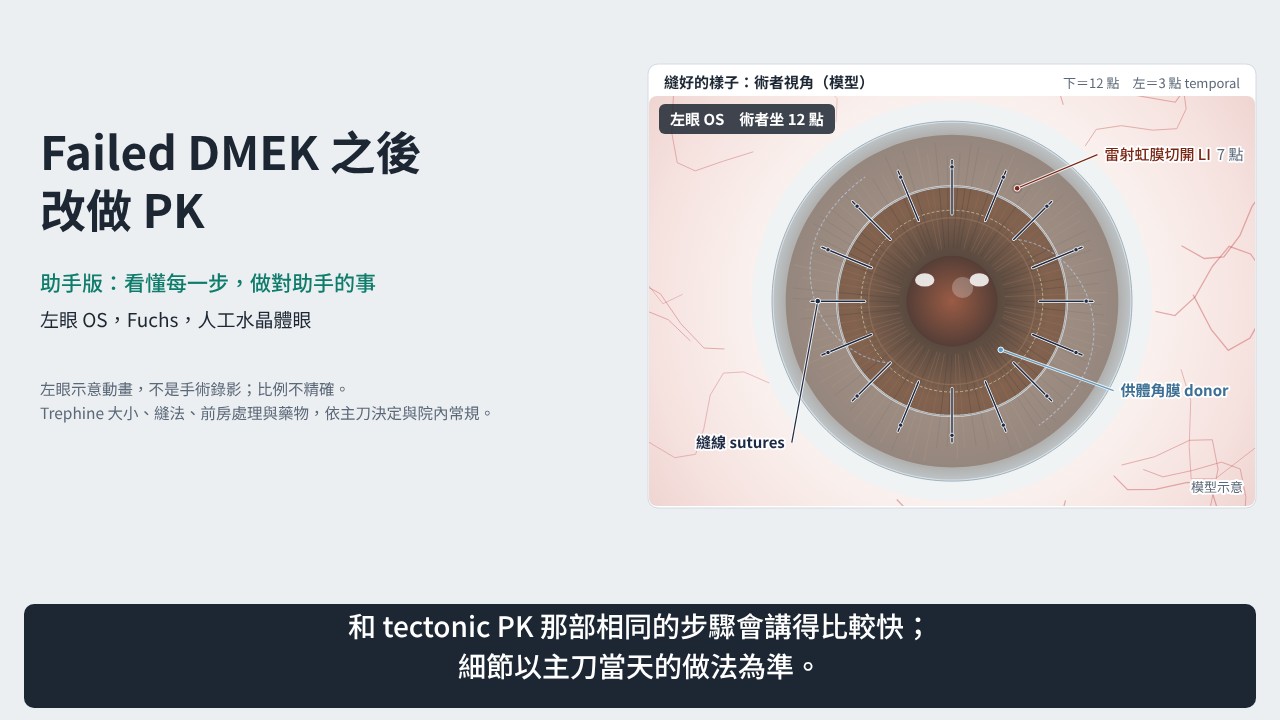 Failed DMEK 之後
改做 PK
助手版：看懂每一步，做對助手的事
左眼 OS，Fuchs，人工水晶體眼
左眼示意動畫，不是手術錄影；比例不精確。
Trephine 大小、縫法、前房處理與藥物，依主刀決定與院內常規。
縫好的樣子：術者視角（模型）
下＝12 點　左＝3 點 temporal
左眼 OS　術者坐 12 點
雷射虹膜切開 LI 7 點
供體角膜 donor
縫線 sutures
模型示意
和 tectonic PK 那部相同的步驟會講得比較快；
細節以主刀當天的做法為準。